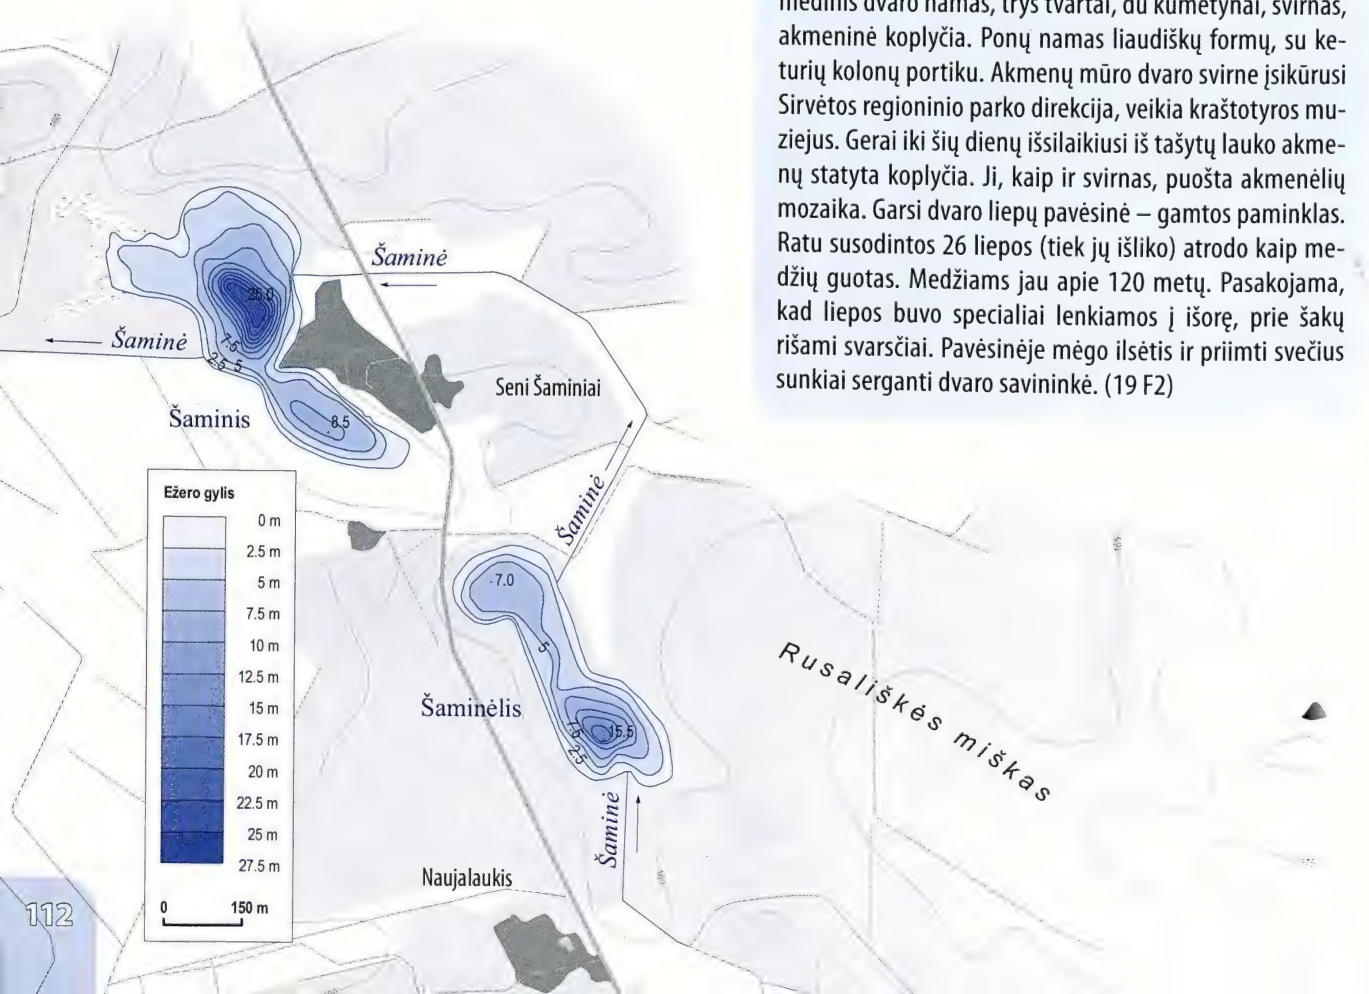 medinis dvaro namas, trys tvartai, du kumetynai, svirnas,
akmeninė koplyčia. Ponų namas liaudiškų formų, su ke-
turių kolonų portiku. Akmenų mūro dvaro svirne įsikūrusi
Sirvėtos regioninio parko direkcija, veikia kraštotyros mu-
ziejus. Gerai iki šių dienų išsilaikiusi iš tašytų lauko akme-
nų statyta koplyčia. Ji, kaip ir svirnas, puošta akmenėlių
mozaika. Garsi dvaro liepų pavėsinė – gamtos paminklas.
Ratu susodintos 26 liepos (tiek jų išliko) atrodo kaip me-
džių guotas. Medžiams jau apie 120 metų. Pasakojama,
kad liepos buvo specialiai lenkiamos į išorę, prie šakų
rišami svarsčiai. Pavėsinėje mėgo ilsėtis ir priimti svečius
sunkiai serganti dvaro savininkė. (19 F2)
Šaminė
Šaminė
7.5
2.5
5
Seni Šaminiai
Šaminis
8.5
Šaminė
Ežero gylis
0 m
2.5 m
5 m
7.5 m
10 m
12.5 m
15 m
17.5 m
20 m
22.5 m
25 m
27.5 m
0 150 m
7.0
5
Šaminėlis
7.5
15.5
2.5
165
Rusališkės miškas
Šaminė
Naujalaukis
112